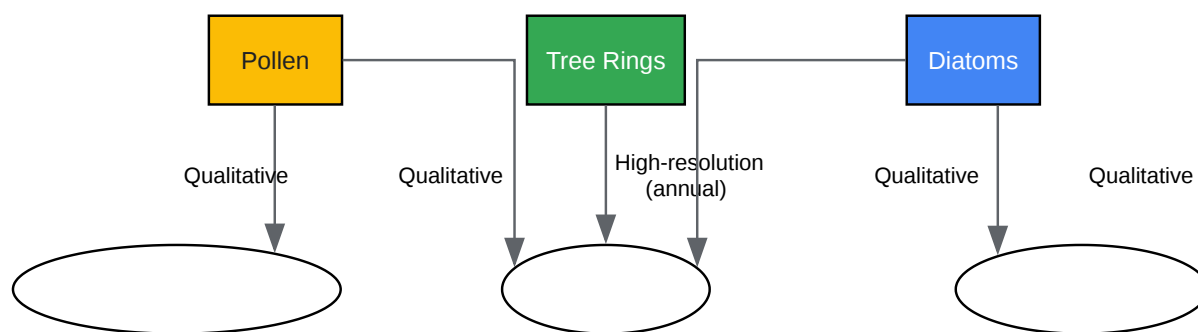 Pollen
Tree Rings
Diatoms
Qualitative
Qualitative
High-resolution
(annual)
Qualitative
Qualitative